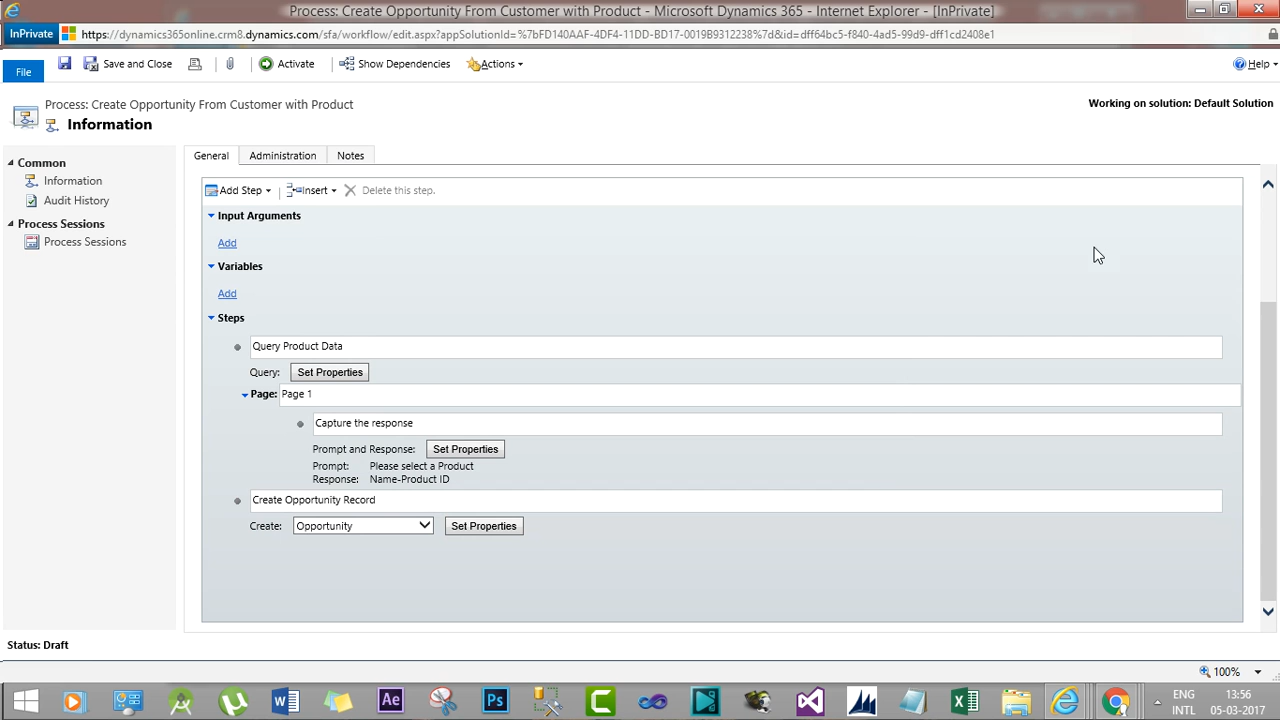 Process: Create Opportunity From Customer with Product - Microsoft Dynamics 365 - Internet Explorer - [InPrivate]
InPrivate https://dynamics365online.crm8.dynamics.com/sfa/workflow/edit.aspx?appSolutionId=%7bFD140AAF-4DF4-11DD-BD17-0019B9312238%7d&id=dff64bc5-f840-4ad5-99d9-dff1cd2408e1
File Save and Close Activate Show Dependencies Actions Help
Process: Create Opportunity From Customer with Product
Information
Working on solution: Default Solution
Common
Information
Audit History
Process Sessions
Process Sessions
General Administration Notes
Add Step Insert Delete this step.
Input Arguments
Add
Variables
Add
Steps
Query Product Data
Query: Set Properties
Page: Page 1
Capture the response
Prompt and Response: Set Properties
Prompt: Please select a Product
Response: Name-Product ID
Create Opportunity Record
Create: Opportunity Set Properties
Status: Draft
100%
Ae Ps C
ENG 13:56
INTL 05-03-2017